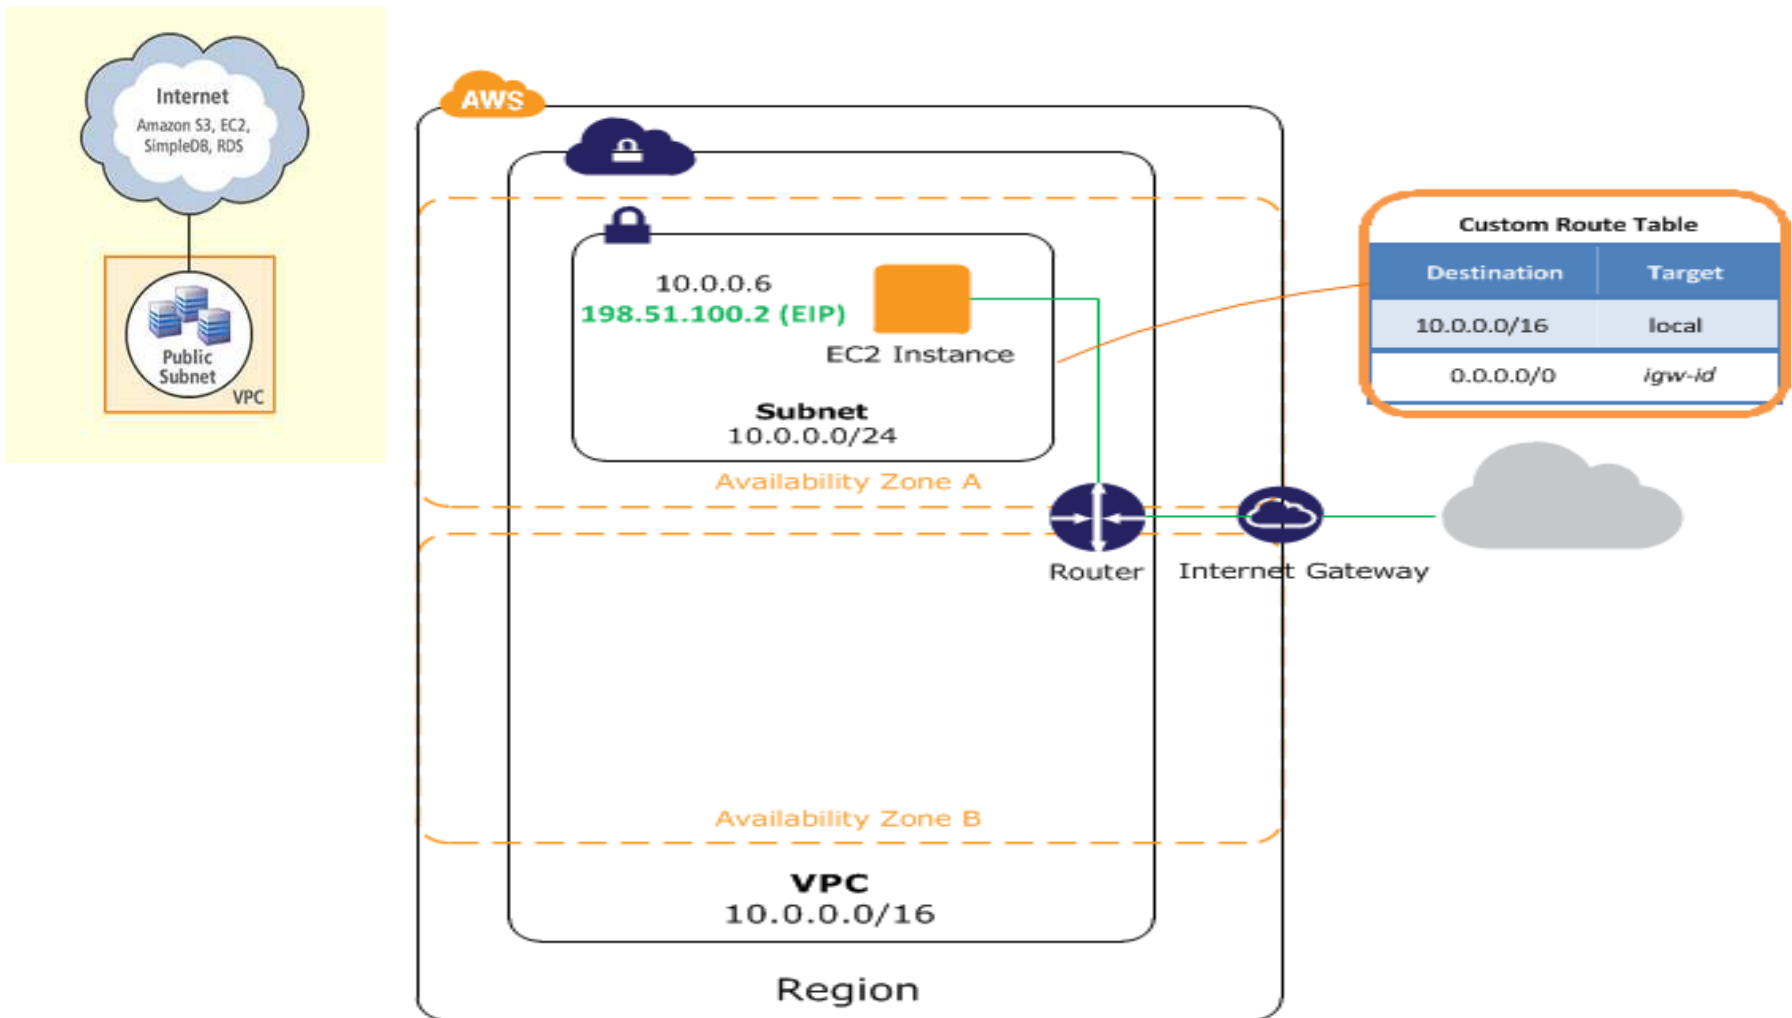 Internet
Amazon S3, EC2,
SimpleDB, RDS
Public
Subnet
VPC
AWS
10.0.0.6
198.51.100.2 (EIP)
EC2 Instance
Subnet
10.0.0.0/24
Availability Zone A
Router
Internet Gateway
Availability Zone B
VPC
10.0.0.0/16
Region
Custom Route Table
Destination Target
10.0.0.0/16 local
0.0.0.0/0 igw-id